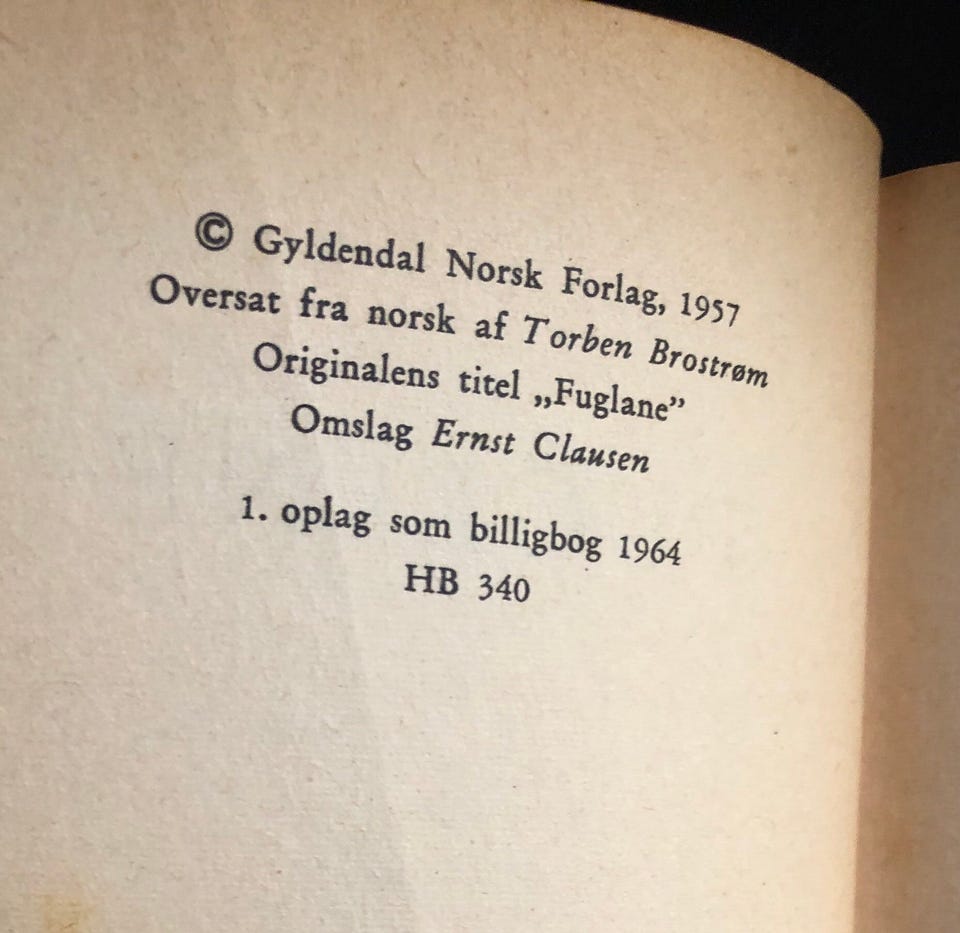 © Gyldendal Norsk Forlag, 1957
Oversat fra norsk af Torben Brostrøm
Originalens titel „Fuglane”
Omslag Ernst Clausen
1. oplag som billigbog 1964
HB 340